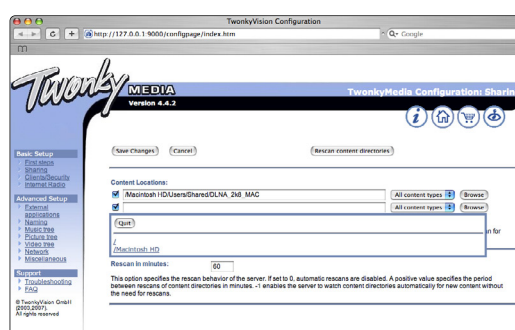 TwonkyVision Configuration
http://127.0.0.1:9000/configpage/index.htm
Google
Twonky
MEDIA
Version 4.4.2
TwonkyMedia Configuration: Sharin
Basic Setup
First steps
Sharing
Clients/Security
Internet Radio
Advanced Setup
External applications
Naming
Music tree
Picture tree
Video tree
Network
Miscellaneous
Support
Troubleshooting
FAQ
© TwonkyVision GmbH
(2003,2007).
All rights reserved
Save Changes Cancel Rescan content directories
Content Locations:
/Macintosh HD/Users/Shared/DLNA_2k8_MAC All content types Browse
All content types Browse
Quit
/
/Macintosh HD
n for
Rescan in minutes: 60
This option specifies the rescan behavior of the server. If set to 0, automatic rescans are disabled. A positive value specifies the period
between rescans of content directories in minutes. -1 enables the server to watch content directories automatically for new content without
the need for rescans.